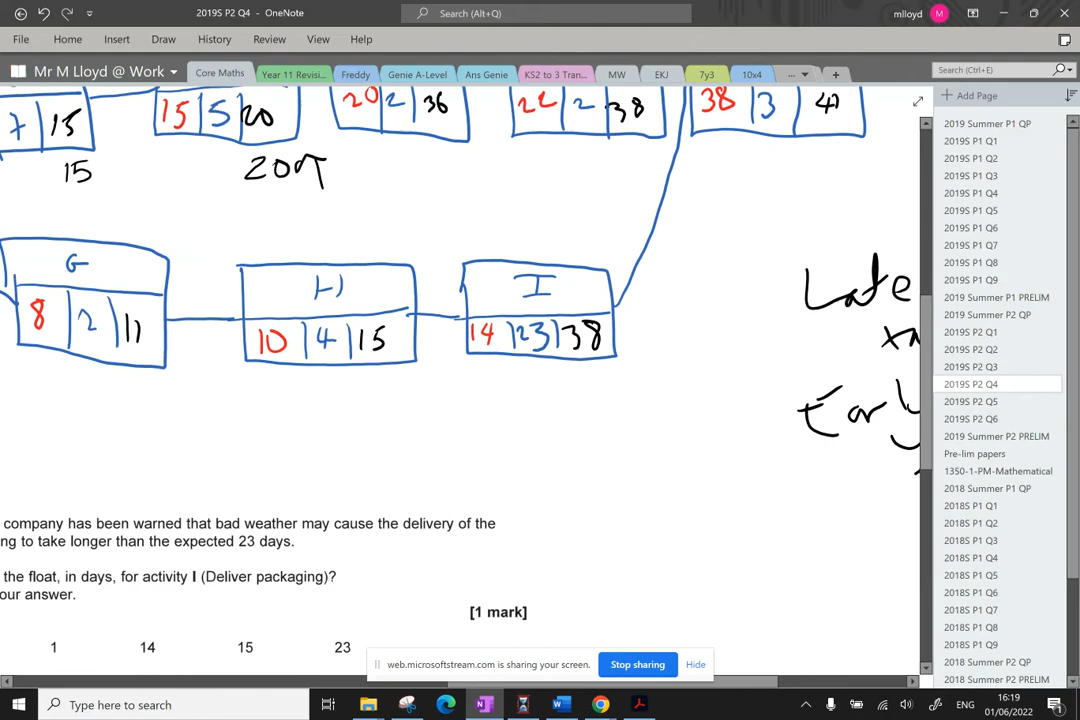 2019S P2 Q4 - OneNote
Search (Alt+Q)
mlloyd
M
File Home Insert Draw History Review View Help
Mr M Lloyd @ Work
Core Maths
Year 11 Revisi...
Freddy
Genie A-Level
Ans Genie
KS2 to 3 Tran...
MW
EKJ
7y3
10x4
...
+
Search (Ctrl+E)
Add Page
7 15
15 5 20
20 2 36
22 2 38
38 3 41
15
20
G
8 2 11
H
10 4 15
I
14 23 38
Late
Early
company has been warned that bad weather may cause the delivery of the
ng to take longer than the expected 23 days.
the float, in days, for activity I (Deliver packaging)?
our answer.
[1 mark]
1 14 15 23
2019 Summer P1 QP
2019S P1 Q1
2019S P1 Q2
2019S P1 Q3
2019S P1 Q4
2019S P1 Q5
2019S P1 Q6
2019S P1 Q7
2019S P1 Q8
2019S P1 Q9
2019 Summer P1 PRELIM
2019 Summer P2 QP
2019S P2 Q1
2019S P2 Q2
2019S P2 Q3
2019S P2 Q4
2019S P2 Q5
2019S P2 Q6
2019 Summer P2 PRELIM
Pre-lim papers
1350-1-PM-Mathematical
2018 Summer P1 QP
2018S P1 Q1
2018S P1 Q2
2018S P1 Q3
2018S P1 Q4
2018S P1 Q5
2018S P1 Q6
2018S P1 Q7
2018S P1 Q8
2018S P1 Q9
2018 Summer P2 QP
2018 Summer P2 PRELIM
web.microsoftstream.com is sharing your screen.
Stop sharing
Hide
Type here to search
ENG
16:19
01/06/2022